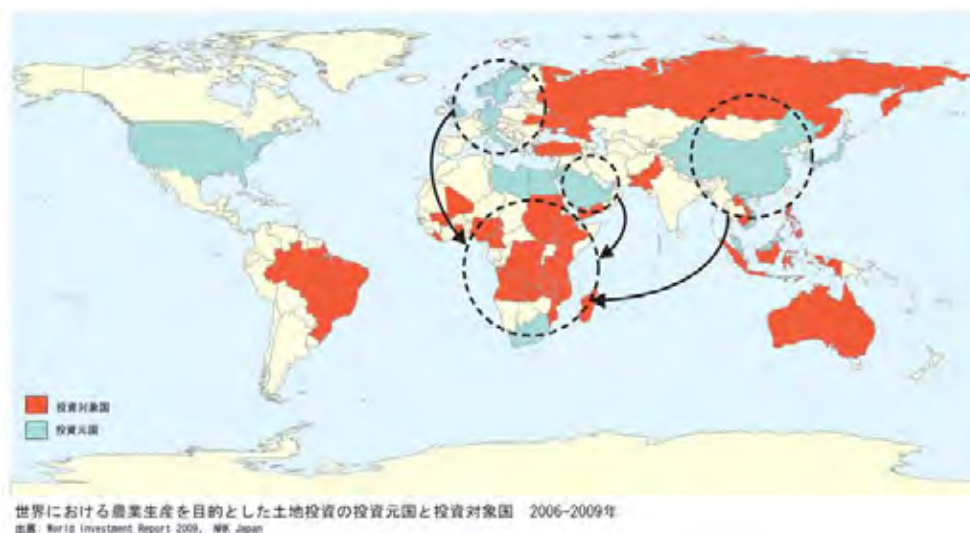 投資対象国
投資元国
世界における農業生産を目的とした土地投資の投資元国と投資対象国 2006-2009年
出展: World Investment Report 2009, NHK Japan